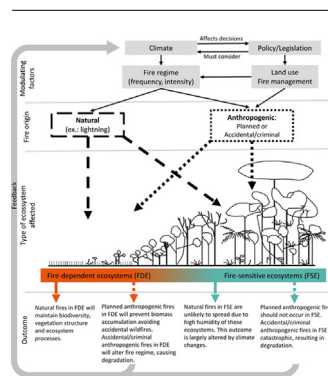 Affects decisions
Climate
Policy/Legislation
Must consider
Modulating
factors
Fire regime
(frequency, intensity)
Land use
Fire management
Fire origin
Natural
(ex.: lightning)
Anthropogenic:
Planned or
Accidental/criminal
Feedback
Type of ecosystem
affected
Fire-dependent ecosystems (FDE)
Fire-sensitive ecosystems (FSE)
Outcome
Natural fires in FDE will
maintain biodiversity,
vegetation structure
and ecosystem
processes.
Planned anthropogenic fires
in FDE will prevent biomass
accumulation avoiding
accidental wildfires.
Accidental/criminal
anthropogenic fires in FDE
will alter fire regime, causing
degradation.
Natural fires in FSE are
unlikely to spread due to
high humidity of those
ecosystems. This outcome
is largely altered by climate
changes.
Planned anthropogenic fir
should not occur in FSE.
Accidental/criminal
anthropogenic fires in FSE
catastrophic, resulting in
degradation.